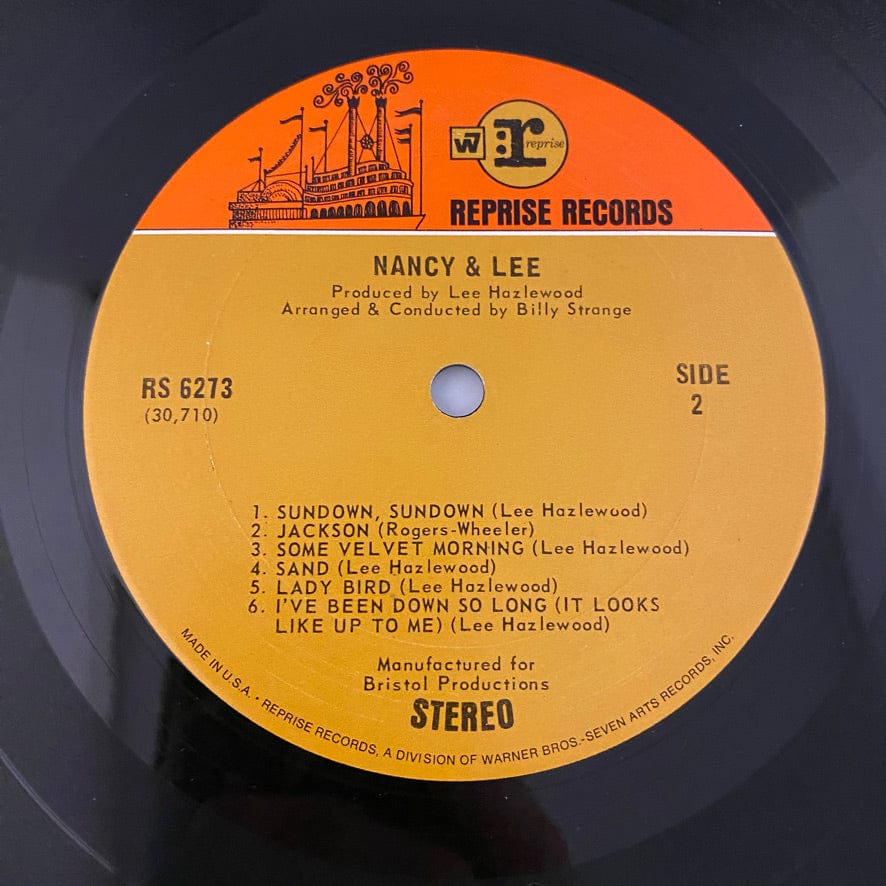 W7 r reprise
REPRISE RECORDS
NANCY & LEE
Produced by Lee Hazlewood
Arranged & Conducted by Billy Strange
RS 6273
(30,710)
SIDE
2
1. SUNDOWN, SUNDOWN (Lee Hazlewood)
2. JACKSON (Rogers-Wheeler)
3. SOME VELVET MORNING (Lee Hazlewood)
4. SAND (Lee Hazlewood)
5. LADY BIRD (Lee Hazlewood)
6. I'VE BEEN DOWN SO LONG (IT LOOKS
LIKE UP TO ME) (Lee Hazlewood)
Manufactured for
Bristol Productions
STEREO
MADE IN U.S.A. • REPRISE RECORDS, A DIVISION OF WARNER BROS.-SEVEN ARTS RECORDS, INC.